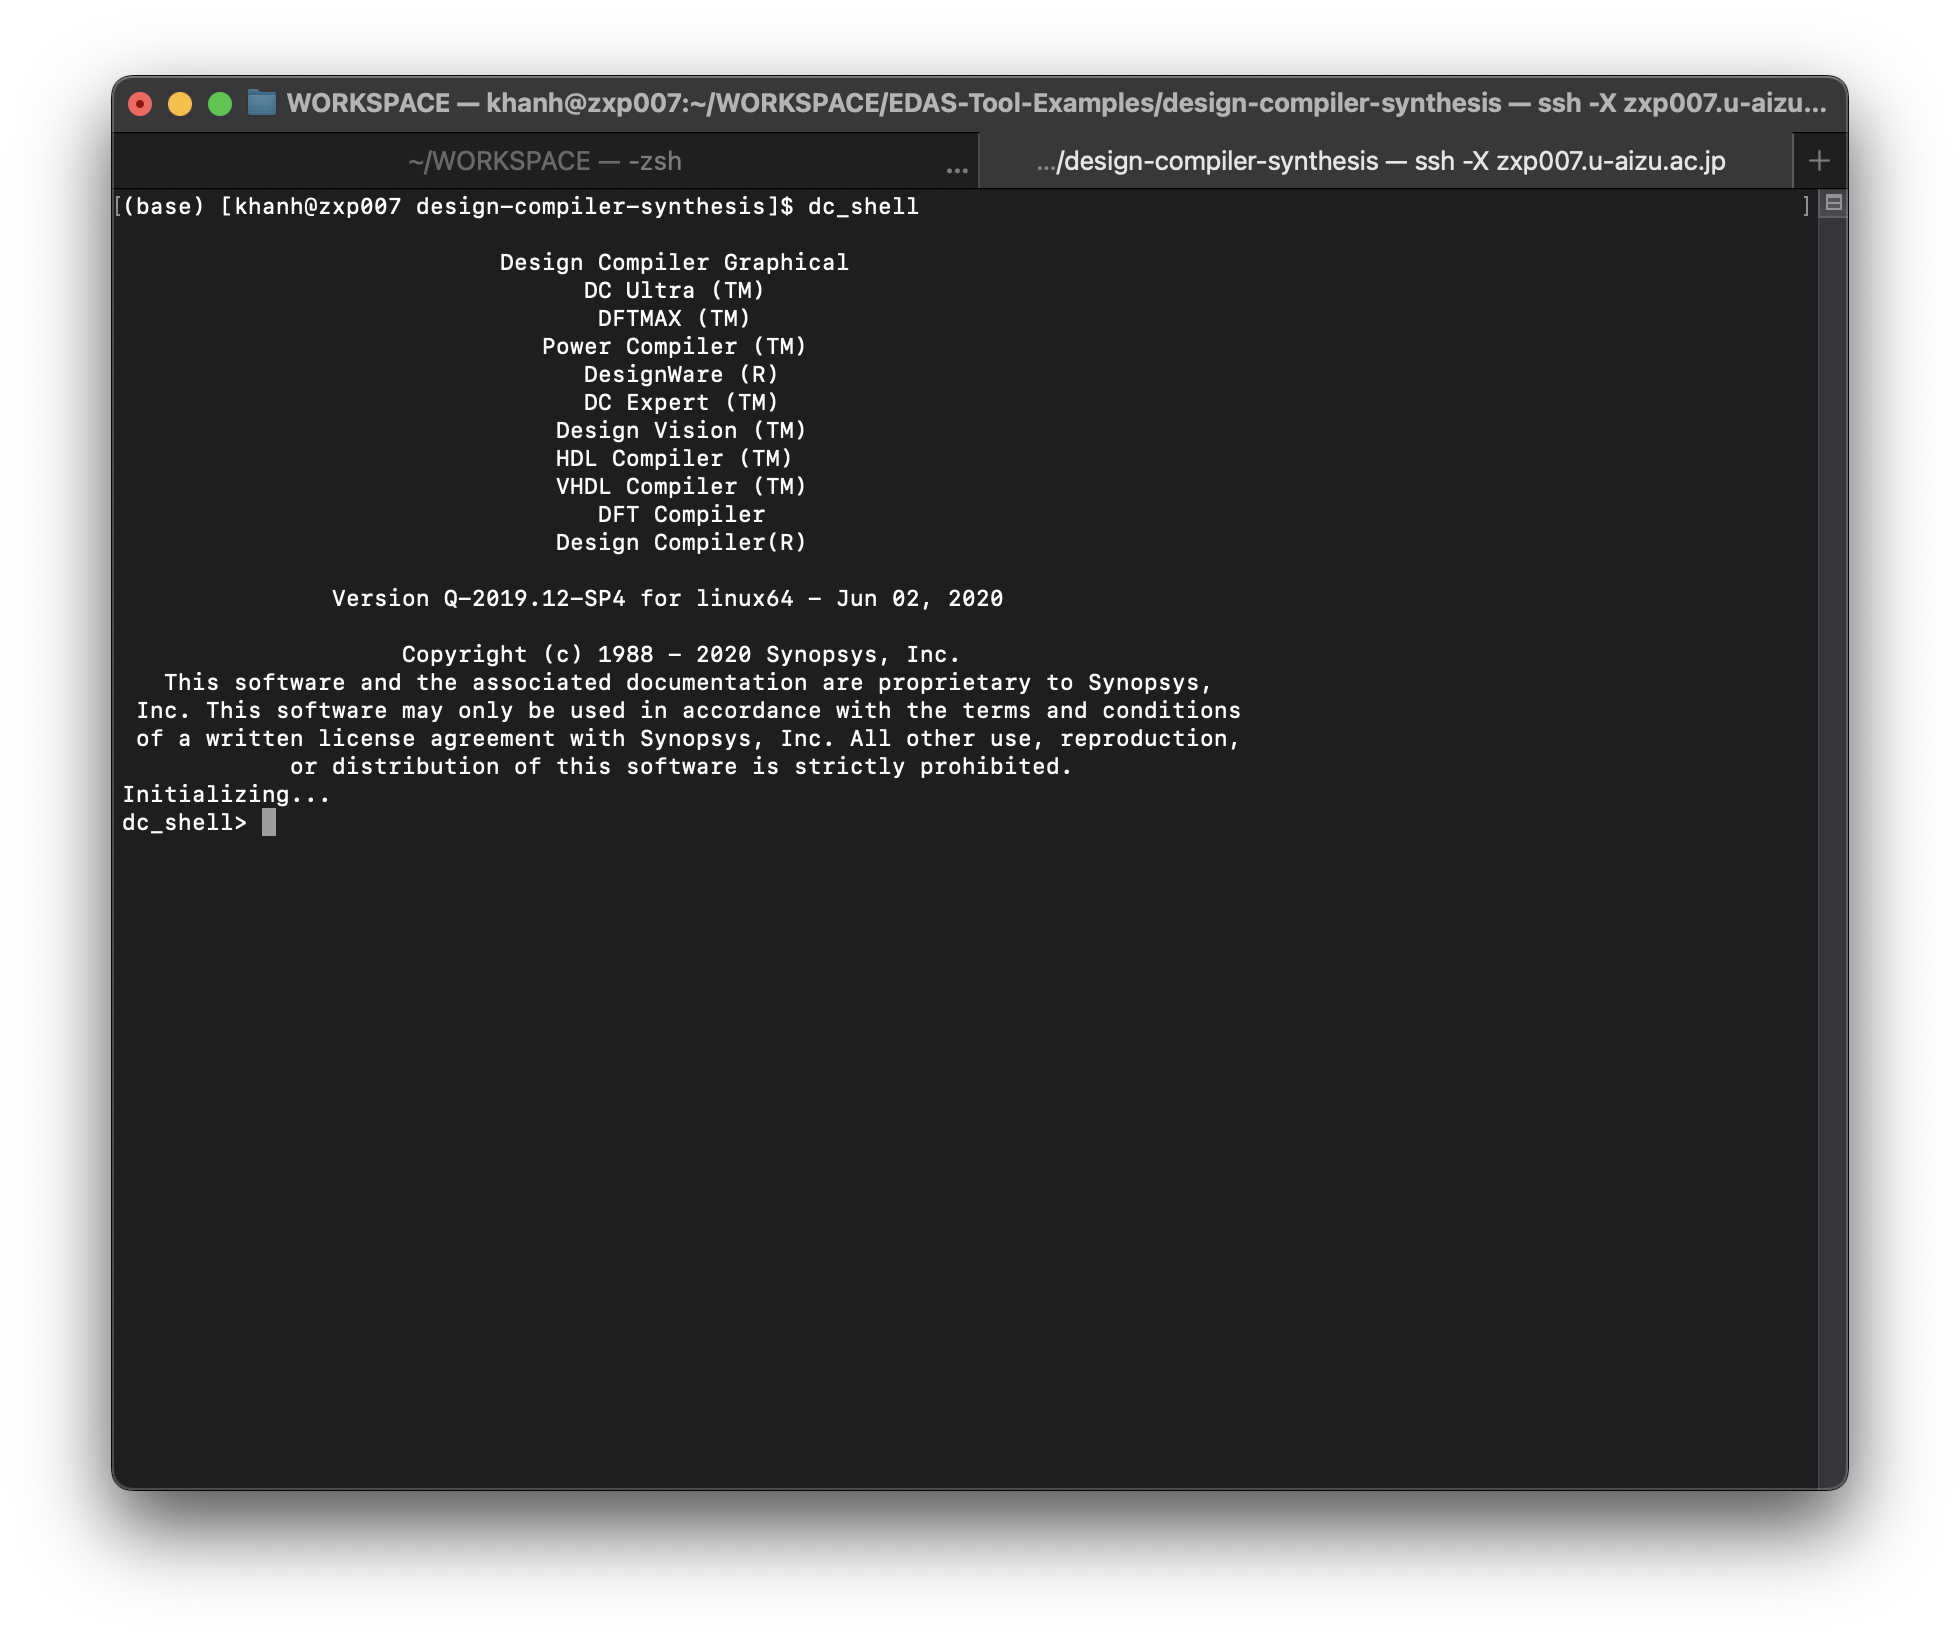 WORKSPACE — khanh@zxp007:~/WORKSPACE/EDAS-Tool-Examples/design-compiler-synthesis — ssh -X zxp007.u-aizu...
~/WORKSPACE — -zsh ... .../design-compiler-synthesis — ssh -X zxp007.u-aizu.ac.jp +
[(base) [khanh@zxp007 design-compiler-synthesis]$ dc_shell ]
Design Compiler Graphical
DC Ultra (TM)
DFTMAX (TM)
Power Compiler (TM)
DesignWare (R)
DC Expert (TM)
Design Vision (TM)
HDL Compiler (TM)
VHDL Compiler (TM)
DFT Compiler
Design Compiler(R)
Version Q-2019.12-SP4 for linux64 - Jun 02, 2020
Copyright (c) 1988 - 2020 Synopsys, Inc.
This software and the associated documentation are proprietary to Synopsys,
Inc. This software may only be used in accordance with the terms and conditions
of a written license agreement with Synopsys, Inc. All other use, reproduction,
or distribution of this software is strictly prohibited.
Initializing...
dc_shell>